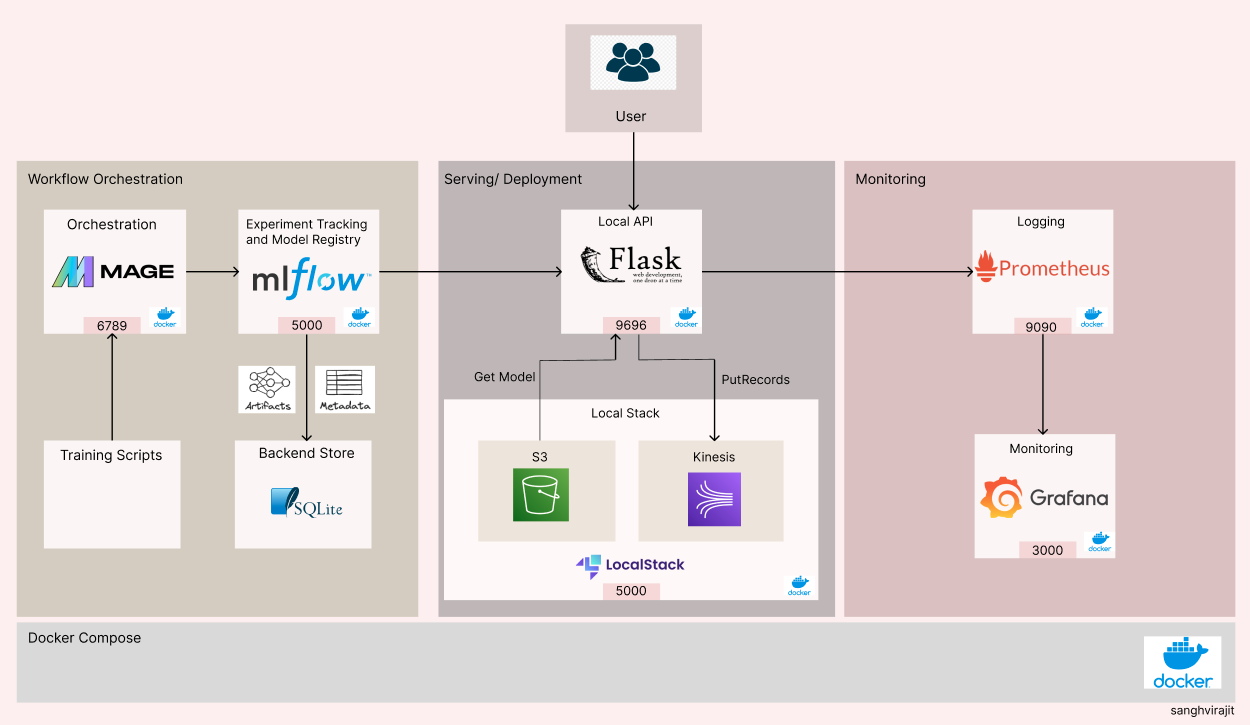 User
Workflow Orchestration
Orchestration
MAGE
6789
docker
Experiment Tracking
and Model Registry
mlflow™
5000
docker
Artifacts
Metadata
Training Scripts
Backend Store
SQLite
Serving/ Deployment
Local API
Flask
web development,
one drop at a time
9696
docker
Get Model
PutRecords
Local Stack
S3
Kinesis
LocalStack
5000
docker
Monitoring
Logging
Prometheus
9090
docker
Monitoring
Grafana
3000
docker
Docker Compose
docker
sanghvirajit